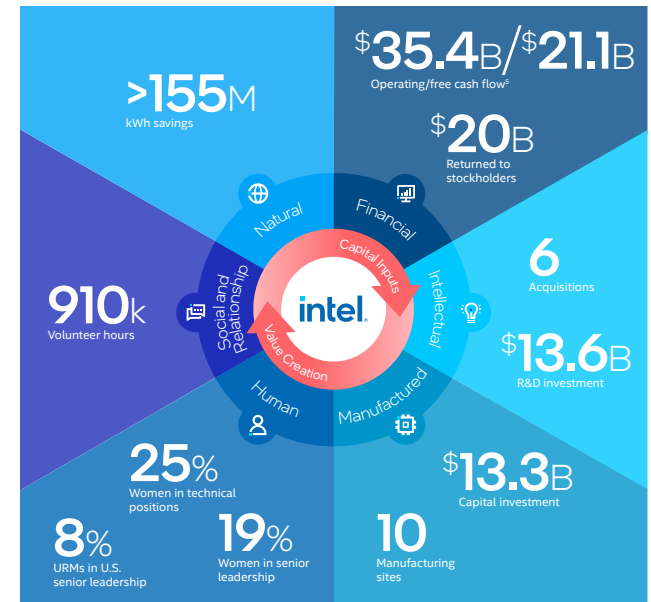 >155M
kWh savings
$35.4B/$21.1B
Operating/free cash flow⁵
$20B
Returned to
stockholders
6
Acquisitions
$13.6B
R&D investment
$13.3B
Capital investment
10
Manufacturing
sites
25%
Women in technical
positions
19%
Women in senior
leadership
8%
URMs in U.S.
senior leadership
910k
Volunteer hours
Natural
Financial
Intellectual
Manufactured
Human
Social and
Relationship
Capital Inputs
Value Creation
intel.